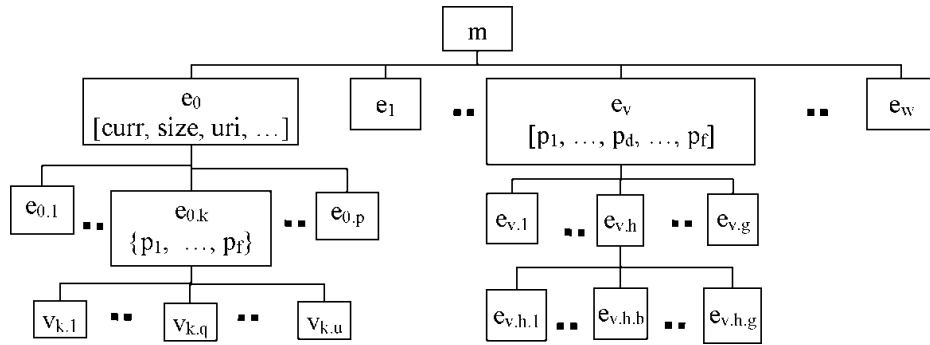 m
e0
[curr, size, uri, …]
e1
ev
[p1, …, pd, …, pf]
ew
e0.1
e0.k
{p1, …, pf}
e0.p
ev.1
ev.h
ev.g
vk.1
vk.q
vk.u
ev.h.1
ev.h.b
ev.h.g